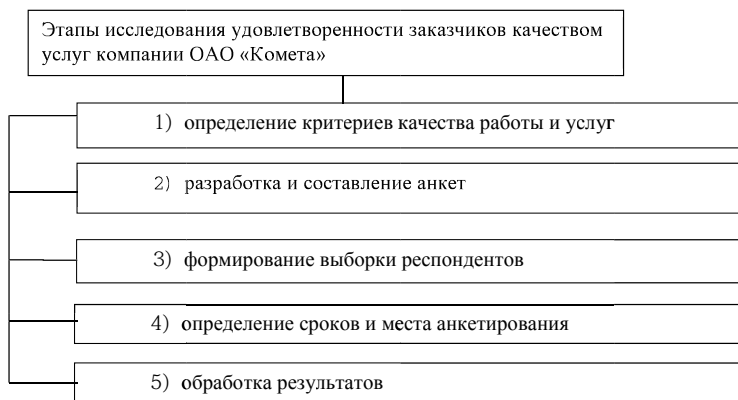 Этапы исследования удовлетворенности заказчиков качеством
услуг компании ОАО «Комета»
1) определение критериев качества работы и услуг
2) разработка и составление анкет
3) формирование выборки респондентов
4) определение сроков и места анкетирования
5) обработка результатов